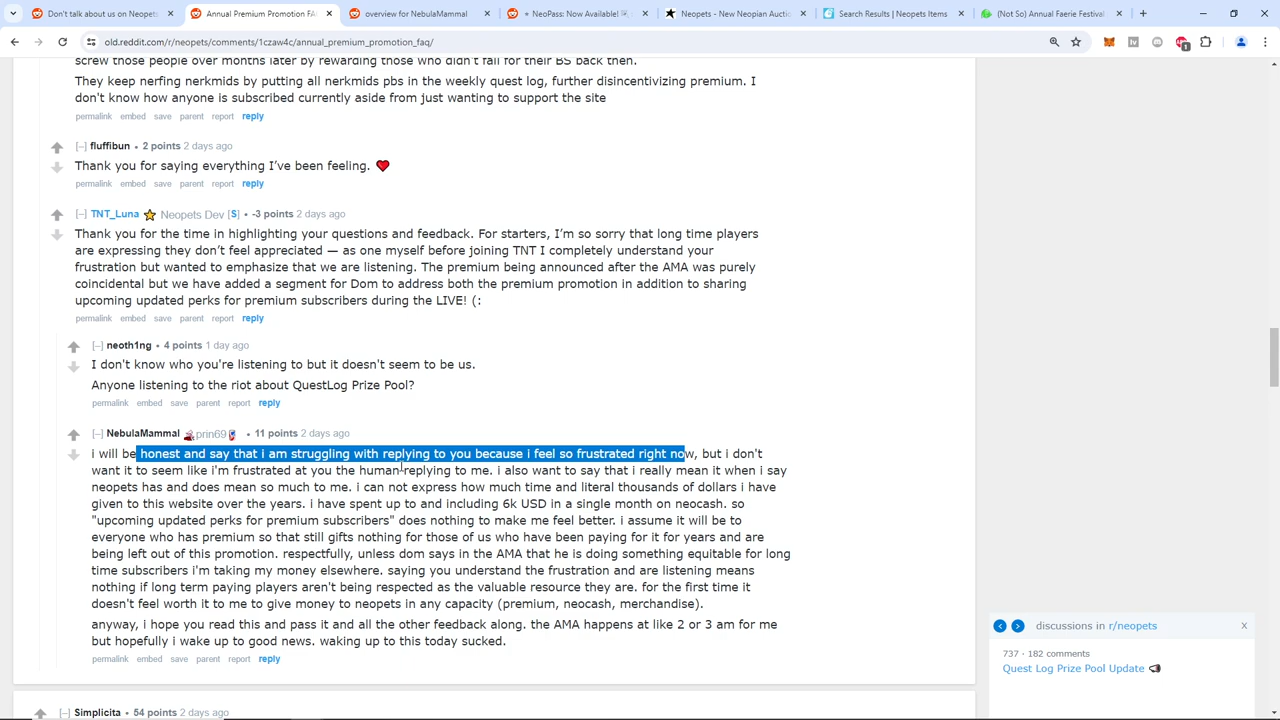 Don't talk about us on Neopets
Annual Premium Promotion FA
overview for NebulaMammal
NeoPass: Now Available!
Neopets - New Neopian Auction
Search Results | Neopets Items
(Not So) Annual Faerie Festival
old.reddit.com/r/neopets/comments/1czaw4c/annual_premium_promotion_faq/
screw those people over months later by rewarding those who didn't fall for their BS back then.
They keep nerfing nerkmids by putting all nerkmids pbs in the weekly quest log, further disincentivizing premium. I
don't know how anyone is subscribed currently aside from just wanting to support the site
permalink embed save parent report reply
[–] fluffibun • 2 points 2 days ago
Thank you for saying everything I've been feeling. ❤
permalink embed save parent report reply
[–] TNT_Luna Neopets Dev [S] • -3 points 2 days ago
Thank you for the time in highlighting your questions and feedback. For starters, I'm so sorry that long time players
are expressing they don't feel appreciated — as one myself before joining TNT I completely understand your
frustration but wanted to emphasize that we are listening. The premium being announced after the AMA was purely
coincidental but we have added a segment for Dom to address both the premium promotion in addition to sharing
upcoming updated perks for premium subscribers during the LIVE! (:
permalink embed save parent report reply
[–] neoth1ng • 4 points 1 day ago
I don't know who you're listening to but it doesn't seem to be us.
Anyone listening to the riot about QuestLog Prize Pool?
permalink embed save parent report reply
[–] NebulaMammal prin69 • 11 points 2 days ago
i will be honest and say that i am struggling with replying to you because i feel so frustrated right now, but i don't
want it to seem like i'm frustrated at you the human replying to me. i also want to say that i really mean it when i say
neopets has and does mean so much to me. i can not express how much time and literal thousands of dollars i have
given to this website over the years. i have spent up to and including 6k USD in a single month on neocash. so
"upcoming updated perks for premium subscribers" does nothing to make me feel better. i assume it will be to
everyone who has premium so that still gifts nothing for those of us who have been paying for it for years and are
being left out of this promotion. respectfully, unless dom says in the AMA that he is doing something equitable for long
time subscribers i'm taking my money elsewhere. saying you understand the frustration and are listening means
nothing if long term paying players aren't being respected as the valuable resource they are. for the first time it
doesn't feel worth it to me to give money to neopets in any capacity (premium, neocash, merchandise).
anyway, i hope you read this and pass it and all the other feedback along. the AMA happens at like 2 or 3 am for me
but hopefully i wake up to good news. waking up to this today sucked.
permalink embed save parent report reply
[–] Simplicita • 54 points 2 days ago
discussions in r/neopets X
737 · 182 comments
Quest Log Prize Pool Update